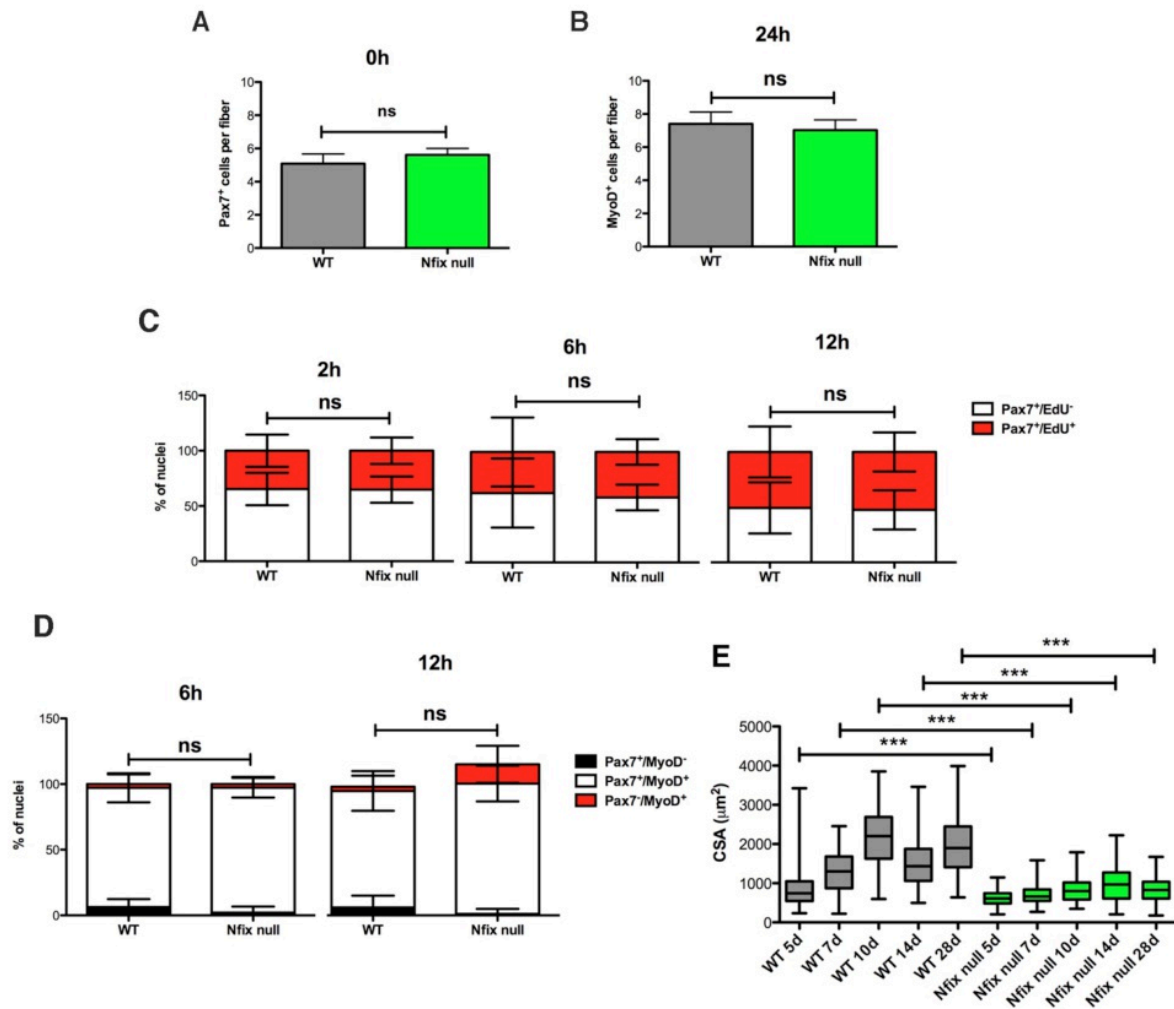 A
0h
ns
Pax7+ cells per fiber
10
8
6
4
2
0
WT
Nfix null
B
24h
ns
MyoD+ cells per fiber
10
8
6
4
2
0
WT
Nfix null
C
2h
6h
12h
ns
ns
ns
% of nuclei
150
100
50
0
WT
Nfix null
WT
Nfix null
WT
Nfix null
Pax7+/EdU-
Pax7+/EdU+
D
6h
12h
ns
ns
% of nuclei
150
100
50
0
WT
Nfix null
WT
Nfix null
Pax7+/MyoD-
Pax7+/MyoD+
Pax7-/MyoD+
E
***
***
***
***
***
CSA (µm²)
5000
4000
3000
2000
1000
0
WT 5d
WT 7d
WT 10d
WT 14d
WT 28d
Nfix null 5d
Nfix null 7d
Nfix null 10d
Nfix null 14d
Nfix null 28d